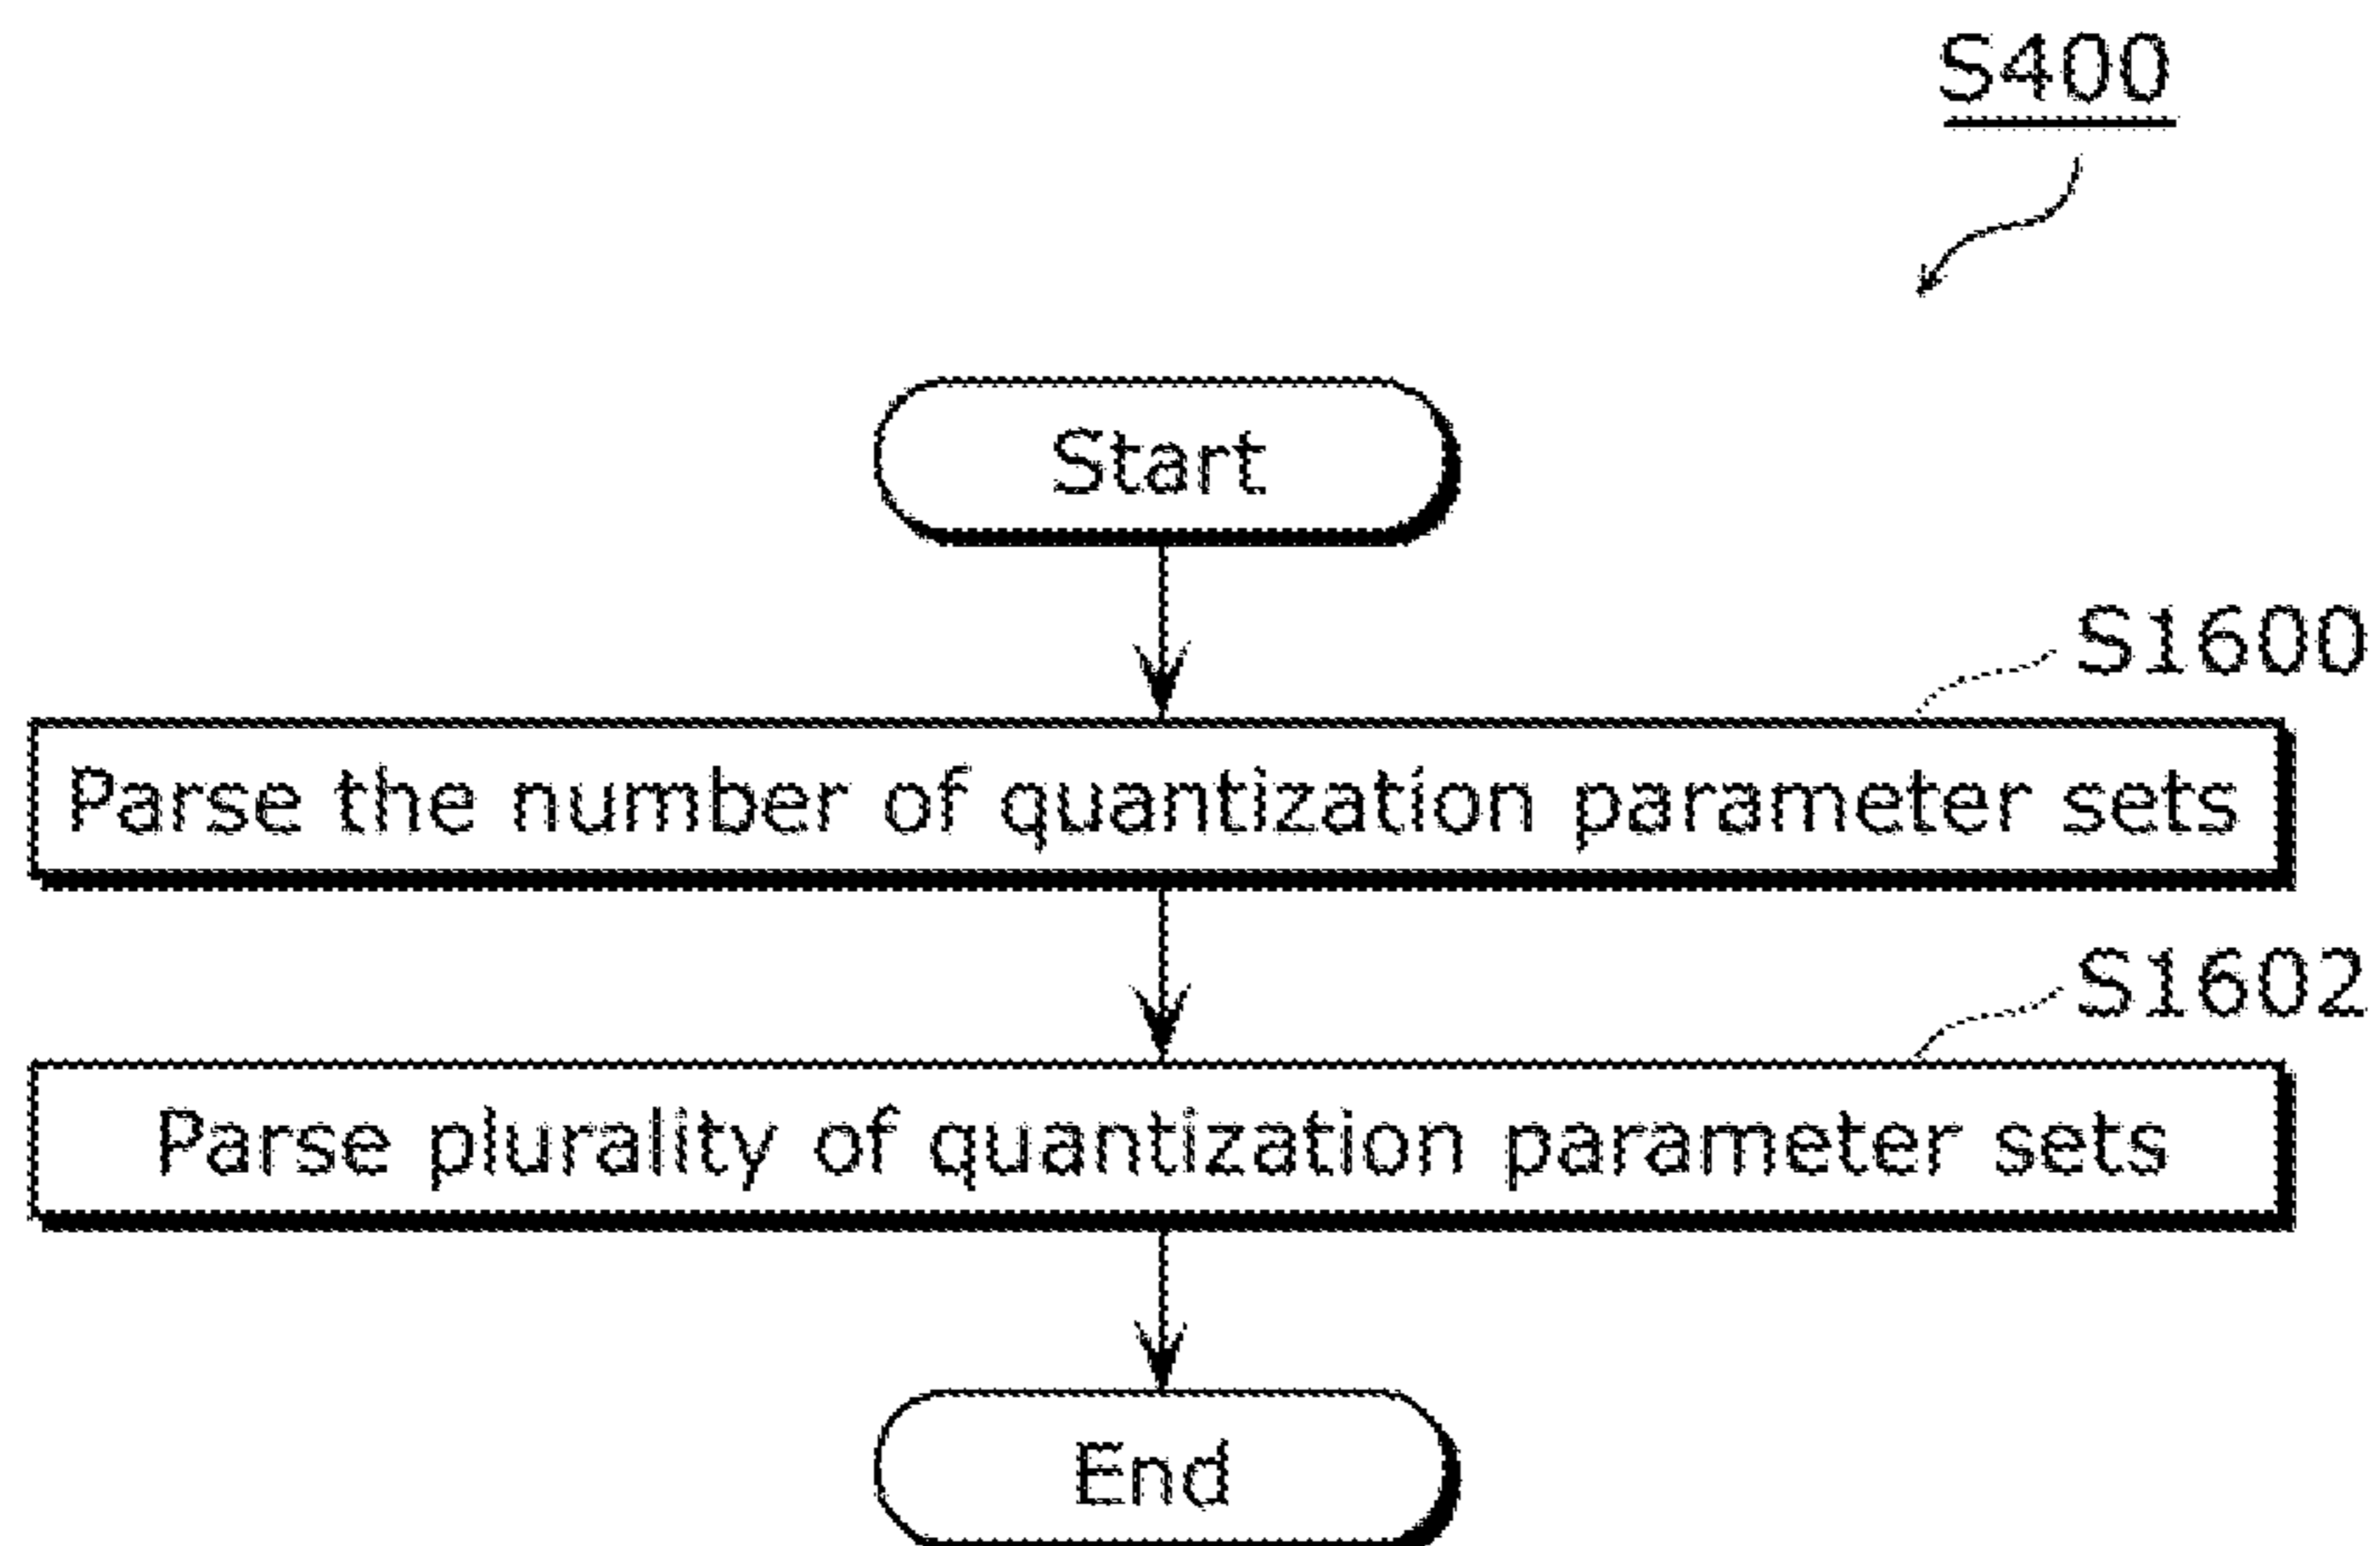 S400
Start
S1600
Parse the number of quantization parameter sets
S1602
Parse plurality of quantization parameter sets
End